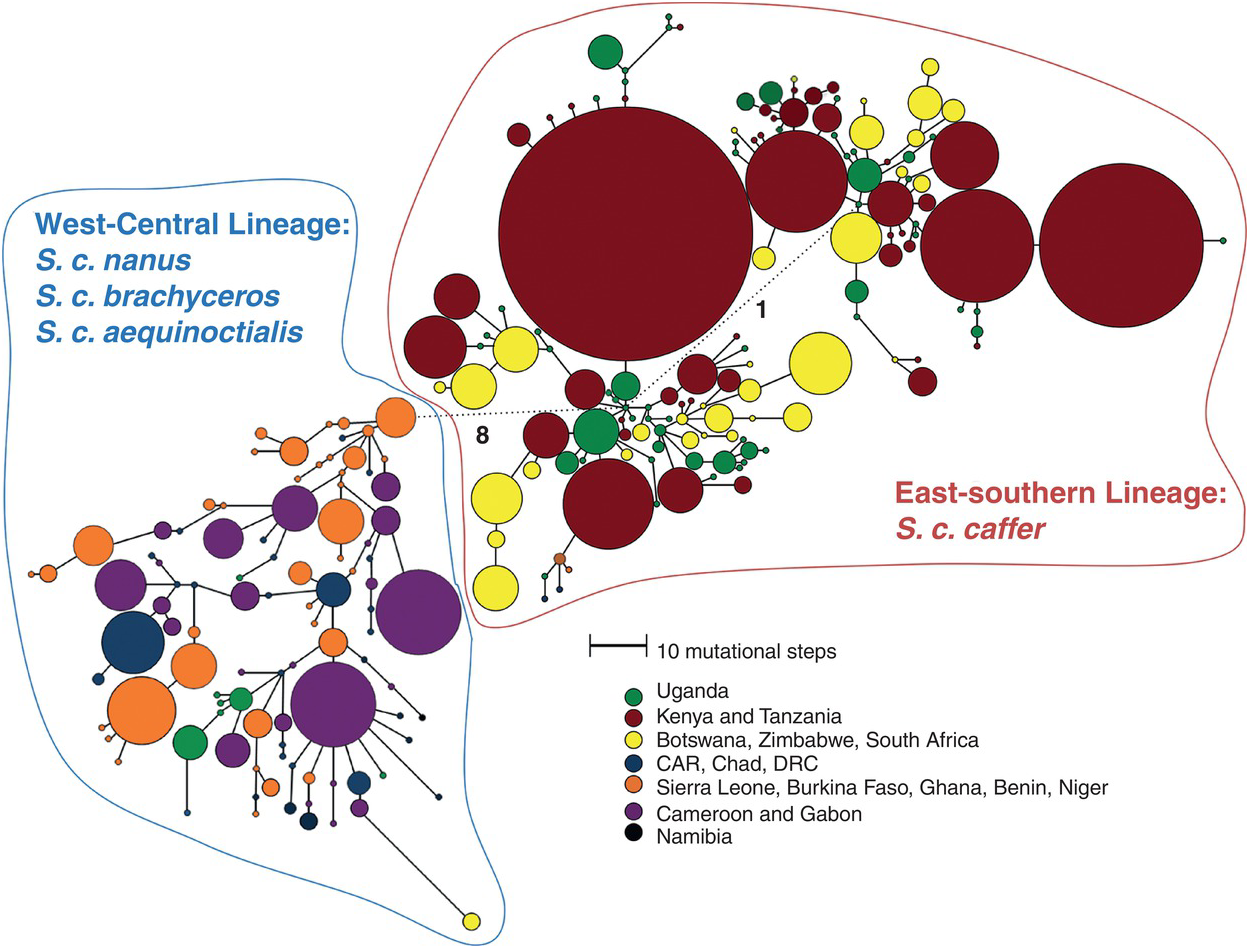 West-Central Lineage:
S. c. nanus
S. c. brachyceros
S. c. aequinoctialis
1
8
East-southern Lineage:
S. c. caffer
10 mutational steps
Uganda
Kenya and Tanzania
Botswana, Zimbabwe, South Africa
CAR, Chad, DRC
Sierra Leone, Burkina Faso, Ghana, Benin, Niger
Cameroon and Gabon
Namibia